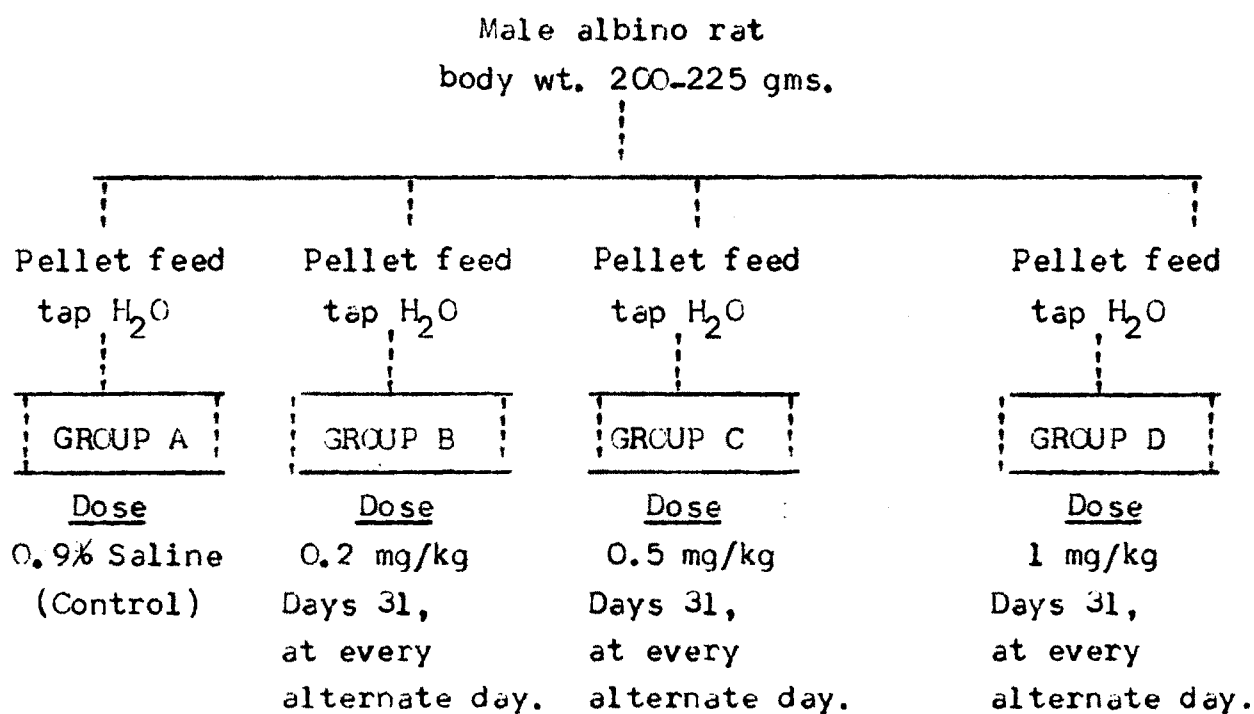 Male albino rat
body wt. 200-225 gms.
Pellet feed
tap H2O
GROUP A
Dose
0.9% Saline
(Control)
Pellet feed
tap H2O
GROUP B
Dose
0.2 mg/kg
Days 31,
at every
alternate day.
Pellet feed
tap H2O
GROUP C
Dose
0.5 mg/kg
Days 31,
at every
alternate day.
Pellet feed
tap H2O
GROUP D
Dose
1 mg/kg
Days 31,
at every
alternate day.